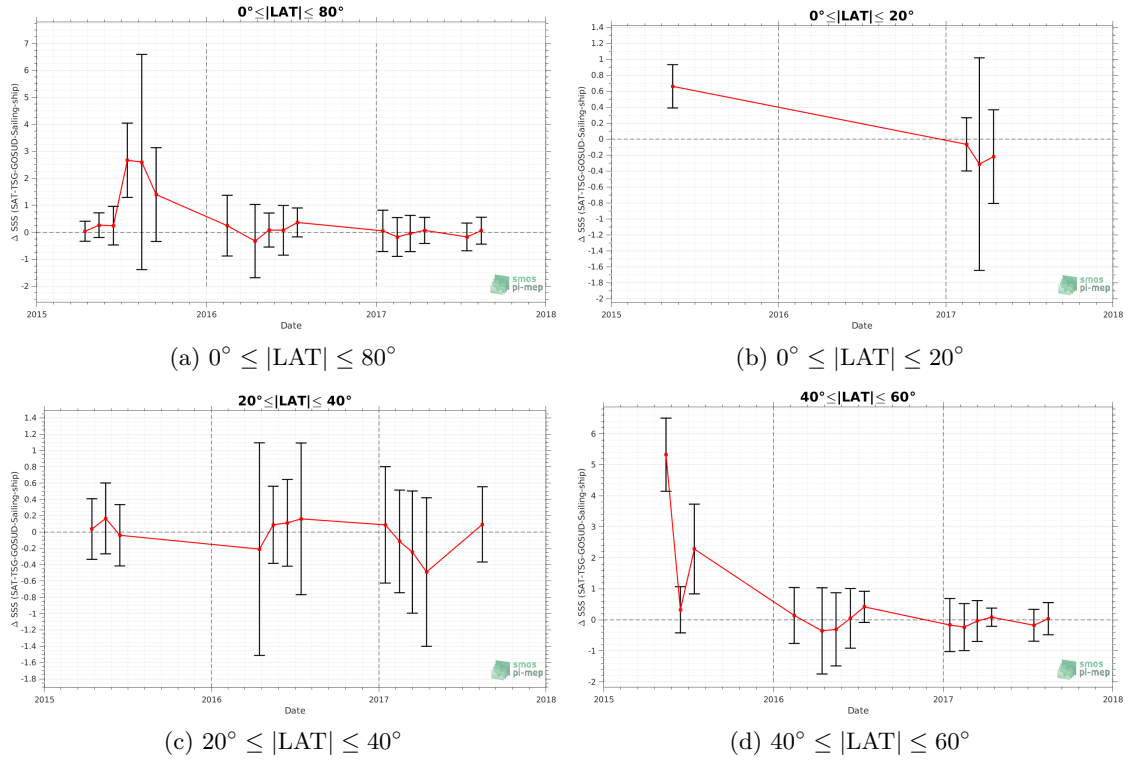 0°≤|LAT|≤ 80°
Δ SSS (SAT-TSG-GOSUD-Sailing-ship)
7
6
5
4
3
2
1
0
-1
-2
2015
2016
2017
2018
Date
smos
pi-mep
(a) 0° ≤ |LAT| ≤ 80°
0°≤|LAT|≤ 20°
Δ SSS (SAT-TSG-GOSUD-Sailing-ship)
1.4
1.2
1
0.8
0.6
0.4
0.2
0
-0.2
-0.4
-0.6
-0.8
-1
-1.2
-1.4
-1.6
-1.8
-2
2015
2016
2017
2018
Date
smos
pi-mep
(b) 0° ≤ |LAT| ≤ 20°
20°≤|LAT|≤ 40°
Δ SSS (SAT-TSG-GOSUD-Sailing-ship)
1.4
1.2
1
0.8
0.6
0.4
0.2
0
-0.2
-0.4
-0.6
-0.8
-1
-1.2
-1.4
-1.6
-1.8
2015
2016
2017
2018
Date
smos
pi-mep
(c) 20° ≤ |LAT| ≤ 40°
40°≤|LAT|≤ 60°
Δ SSS (SAT-TSG-GOSUD-Sailing-ship)
6
5
4
3
2
1
0
-1
-2
2015
2016
2017
2018
Date
smos
pi-mep
(d) 40° ≤ |LAT| ≤ 60°